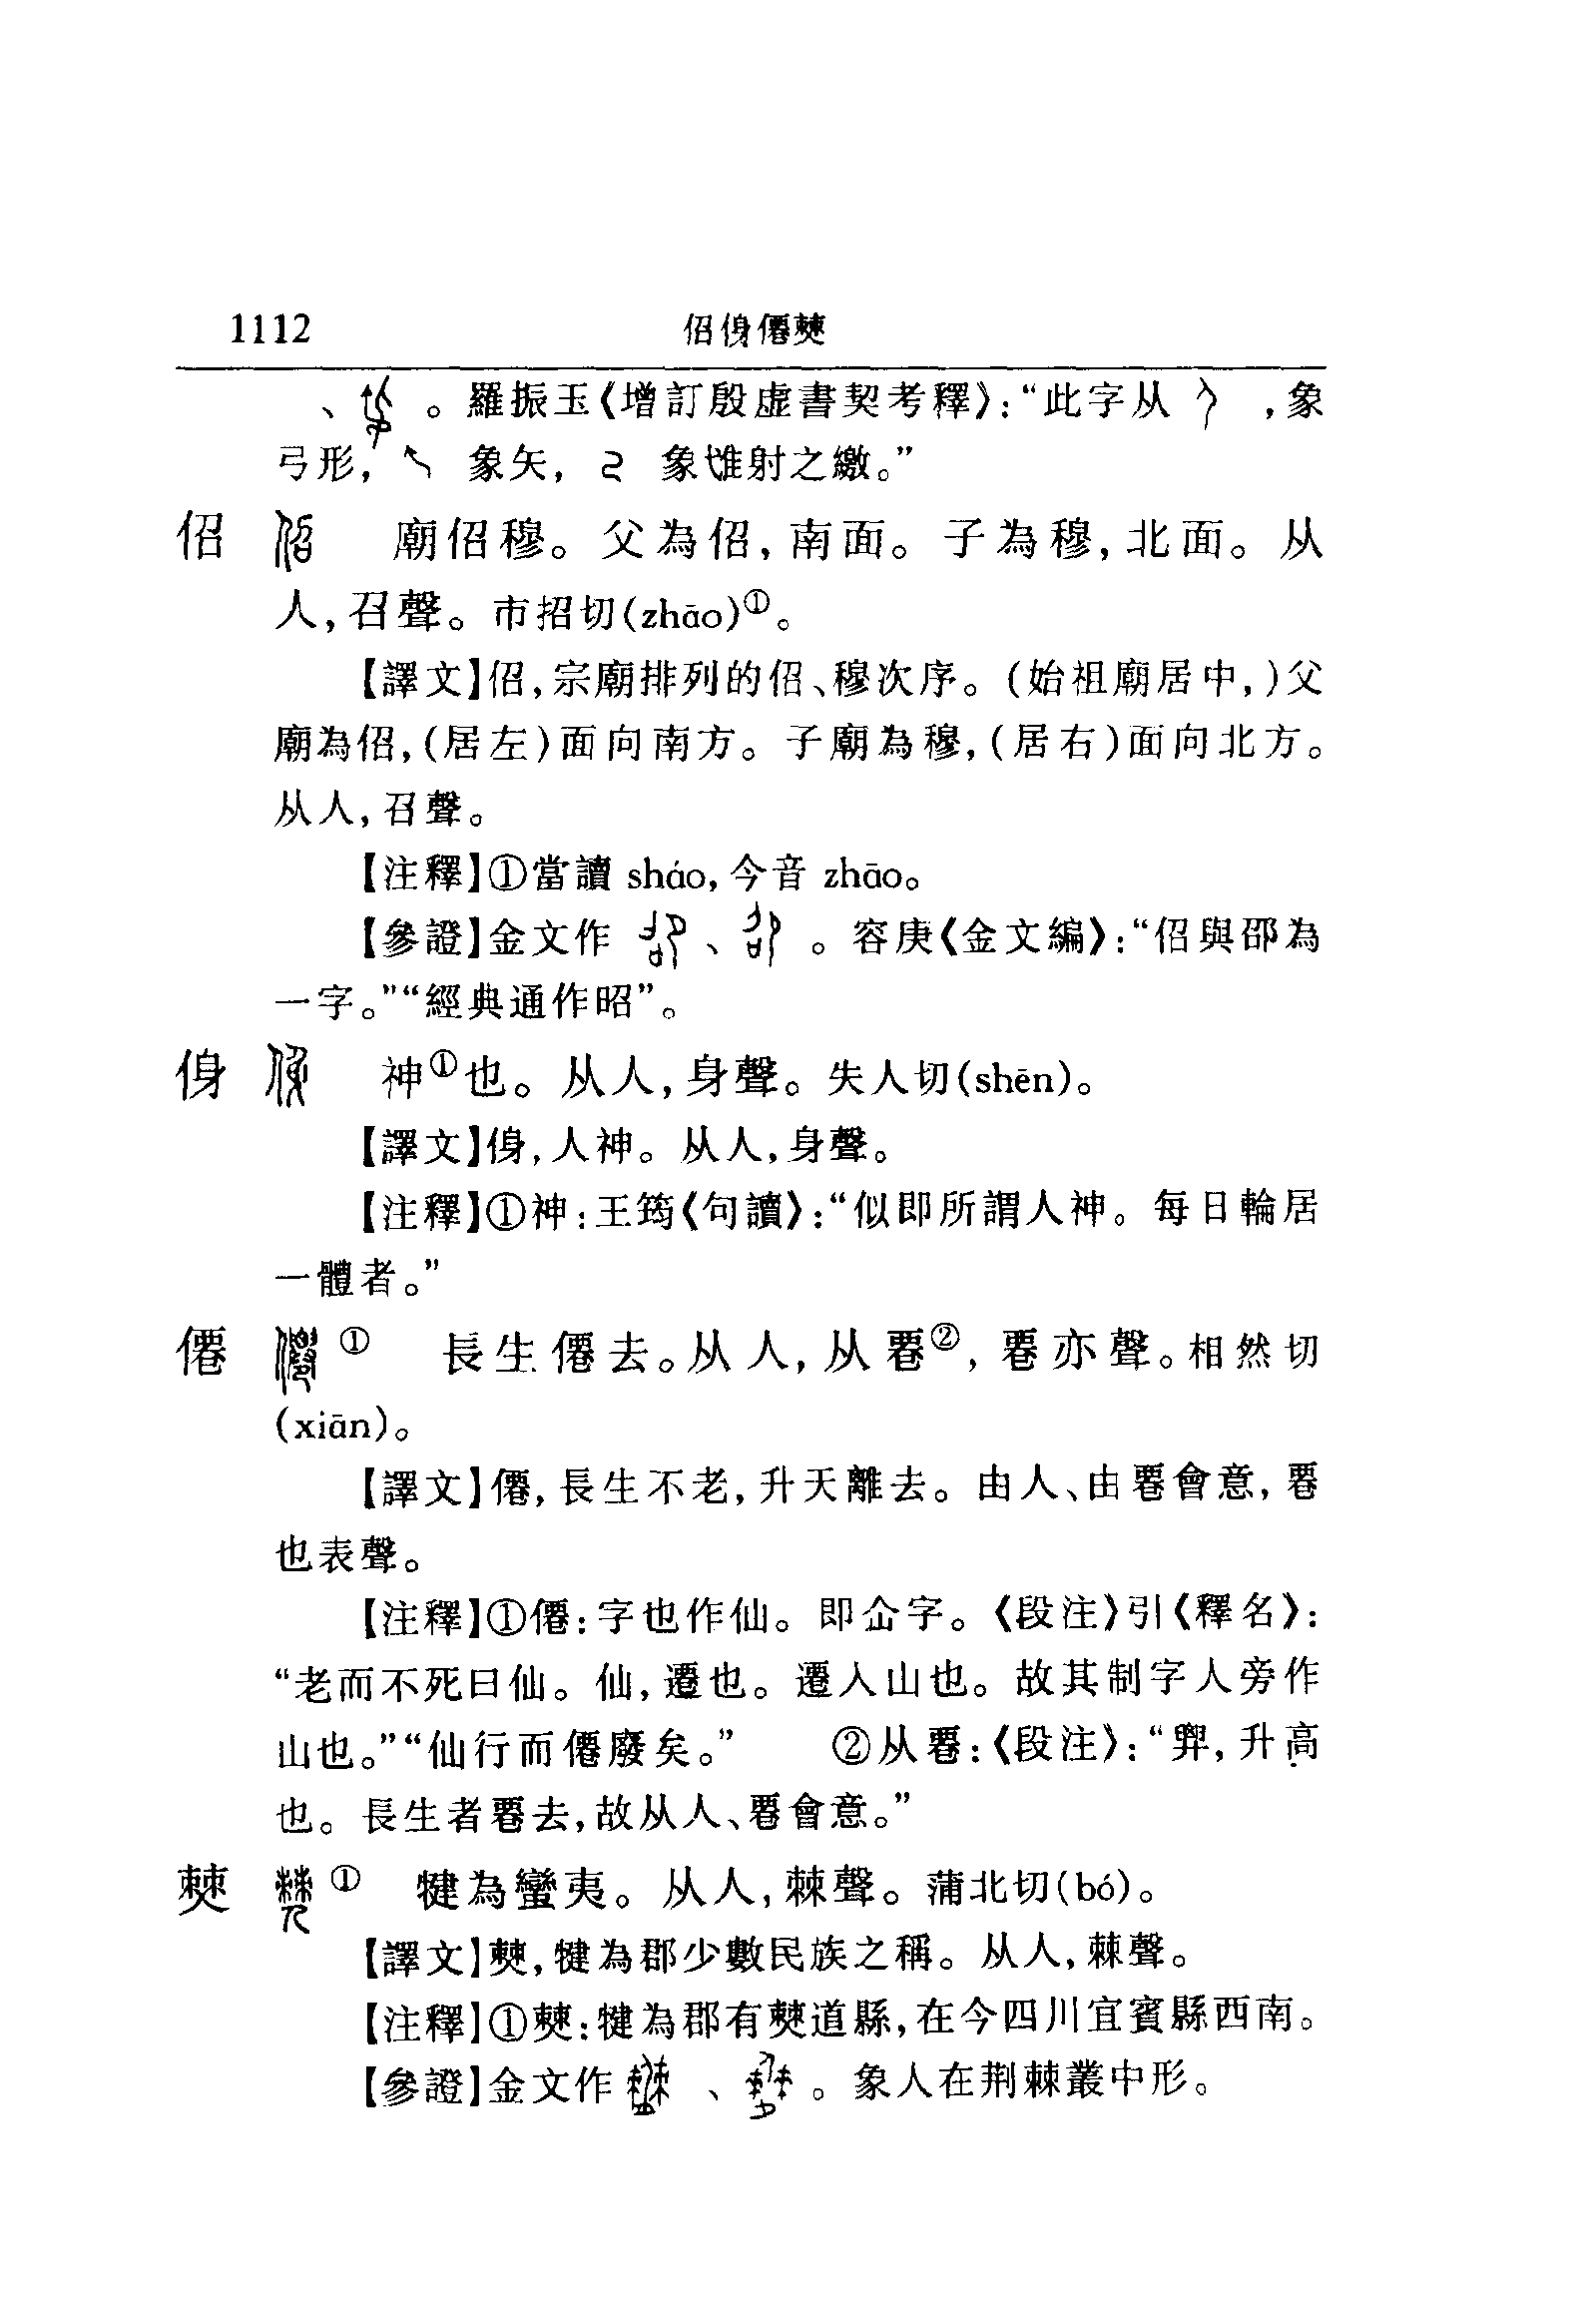 1112 佋㑗僊僰
、 。羅振玉《增訂殷虛書契考釋》:“此字从 ,象
弓形, 象矢, 象隿射之繳。”
佋 廟佋穆。父為佋,南面。子為穆,北面。从
人,召聲。市招切(zhāo)①。
【譯文】佋,宗廟排列的佋、穆次序。(始祖廟居中,)父
廟為佋,(居左)面向南方。子廟為穆,(居右)面向北方。
从人,召聲。
【注釋】①當讀 sháo,今音 zhāo。
【參證】金文作 、 。容庚《金文編》:“佋與邵為
一字。”“經典通作昭”。
㑗 神①也。从人,身聲。失人切(shēn)。
【譯文】㑗,人神。从人,身聲。
【注釋】①神:王筠《句讀》:“似即所謂人神。每日輪居
一體者。”
僊 ① 長生僊去。从人,从䙴②,䙴亦聲。相然切
(xiān)。
【譯文】僊,長生不老,升天離去。由人、由䙴會意,䙴
也表聲。
【注釋】①僊:字也作仙。即仚字。《段注》引《釋名》:
“老而不死曰仙。仙,遷也。遷入山也。故其制字人旁作
山也。”“仙行而僊廢矣。” ②从䙴:《段注》:“䙴,升高
也。長生者䙴去,故从人、䙴會意。”
僰 ① 犍為蠻夷。从人,棘聲。蒲北切(bó)。
【譯文】僰,犍為郡少數民族之稱。从人,棘聲。
【注釋】①僰:犍為郡有僰道縣,在今四川宜賓縣西南。
【參證】金文作 、 。象人在荆棘叢中形。